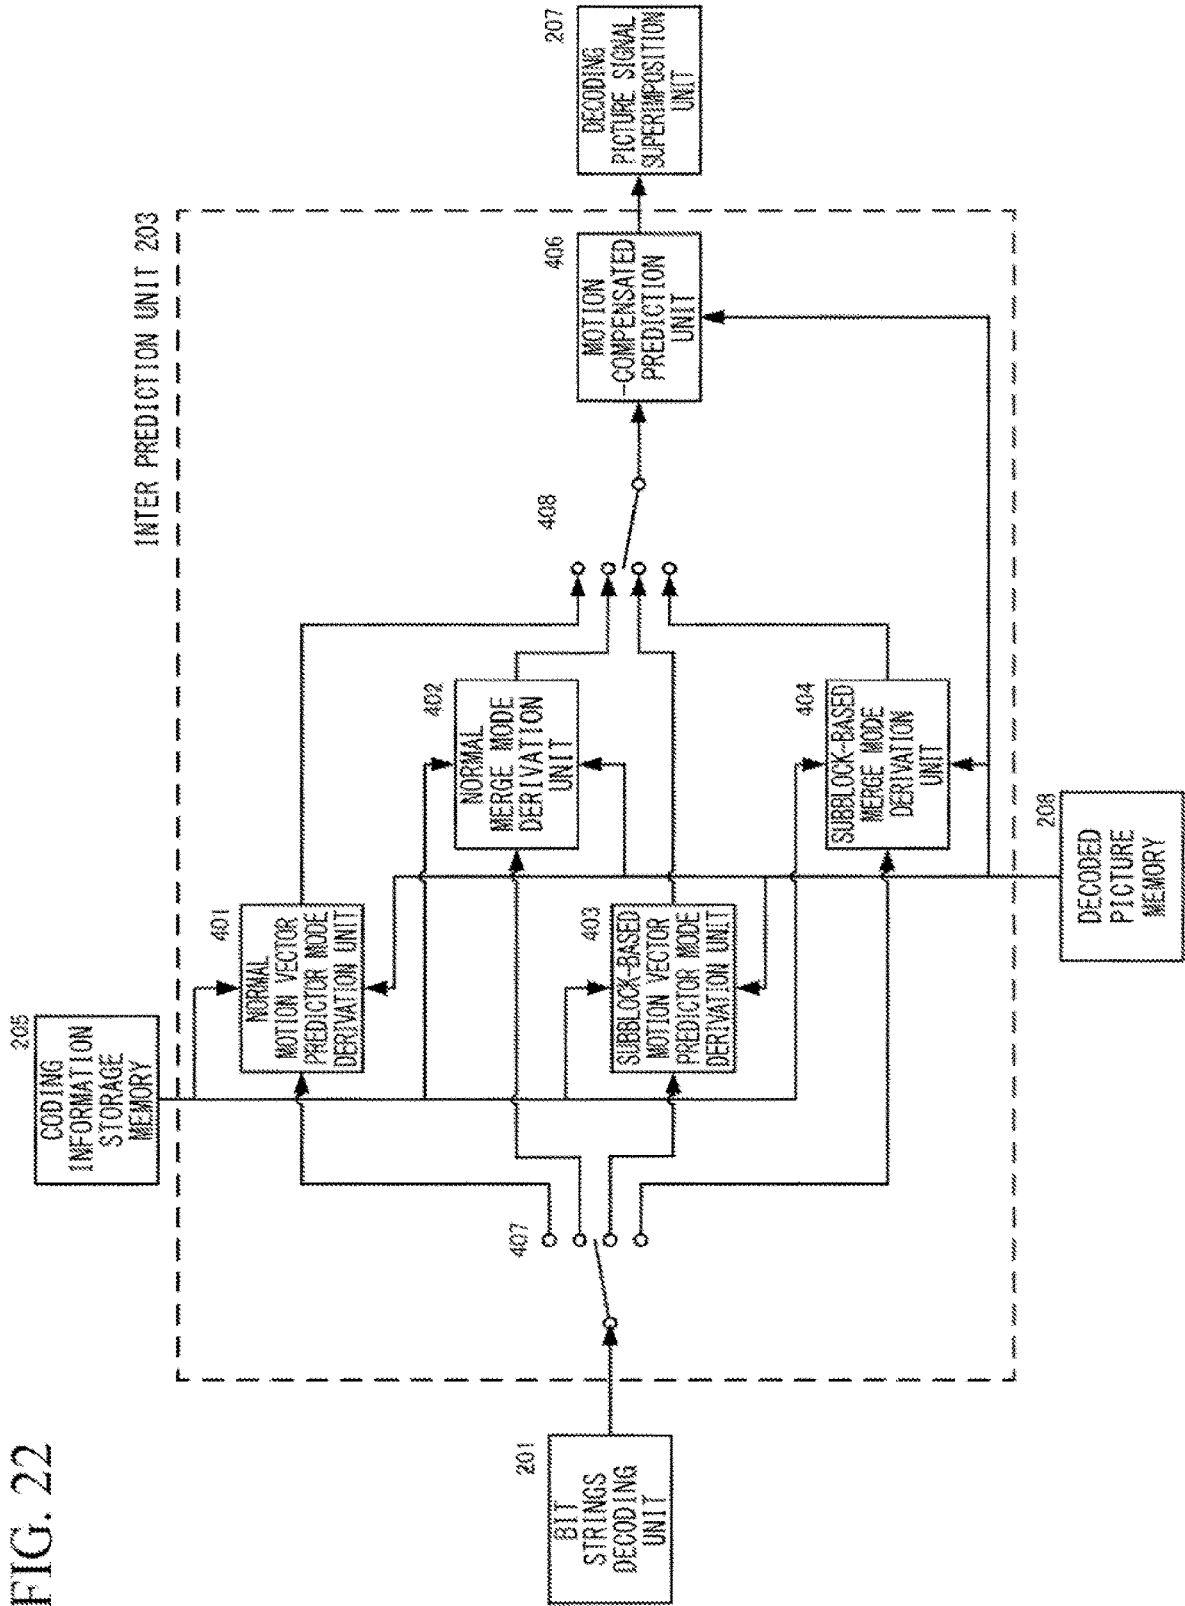 FIG. 22
INTER PREDICTION UNIT 203
205
CODING
INFORMATION
STORAGE
MEMORY
201
BIT
STRINGS
DECODING
UNIT
407
401
NORMAL
MOTION VECTOR
PREDICTOR MODE
DERIVATION UNIT
402
NORMAL
MERGE MODE
DERIVATION
UNIT
403
SUBBLOCK-BASED
MOTION VECTOR
PREDICTOR MODE
DERIVATION UNIT
404
SUBBLOCK-BASED
MERGE MODE
DERIVATION
UNIT
408
406
MOTION
-COMPENSATED
PREDICTION
UNIT
207
DECODING
PICTURE SIGNAL
SUPERIMPOSITION
UNIT
208
DECODED
PICTURE
MEMORY